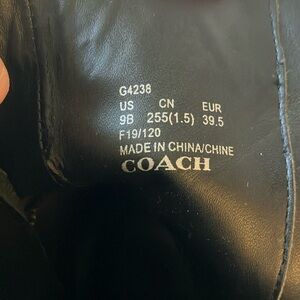 G4238
US CN EUR
9B 255(1.5) 39.5
F19/120
MADE IN CHINA/CHINE
COACH